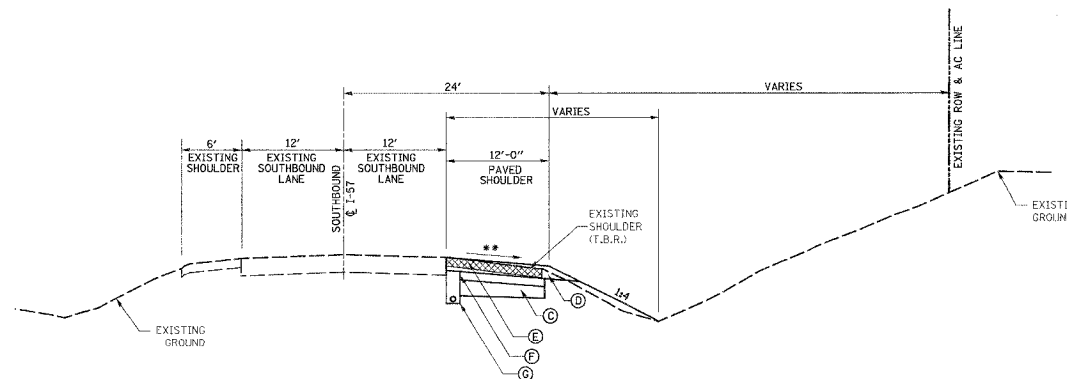 24'
VARIES
VARIES
EXISTING ROW & AC LINE
6'
EXISTING
SHOULDER
12'
EXISTING
SOUTHBOUND
LANE
SOUTHBOUND
℄ I-57
12'
EXISTING
SOUTHBOUND
LANE
12'-0"
PAVED
SHOULDER
EXISTING
SHOULDER
(T.B.R.)
**
1:4
EXISTING
GROUND
D
C
E
F
G